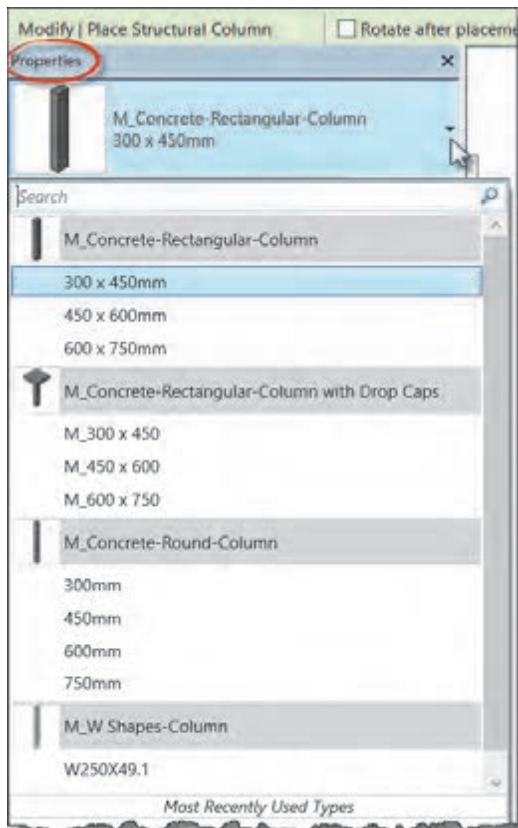 Modify | Place Structural Column Rotate after placeme
Properties
M_Concrete-Rectangular-Column
300 x 450mm
Search
M_Concrete-Rectangular-Column
300 x 450mm
450 x 600mm
600 x 750mm
M_Concrete-Rectangular-Column with Drop Caps
M_300 x 450
M_450 x 600
M_600 x 750
M_Concrete-Round-Column
300mm
450mm
600mm
750mm
M_W Shapes-Column
W250X49.1
Most Recently Used Types